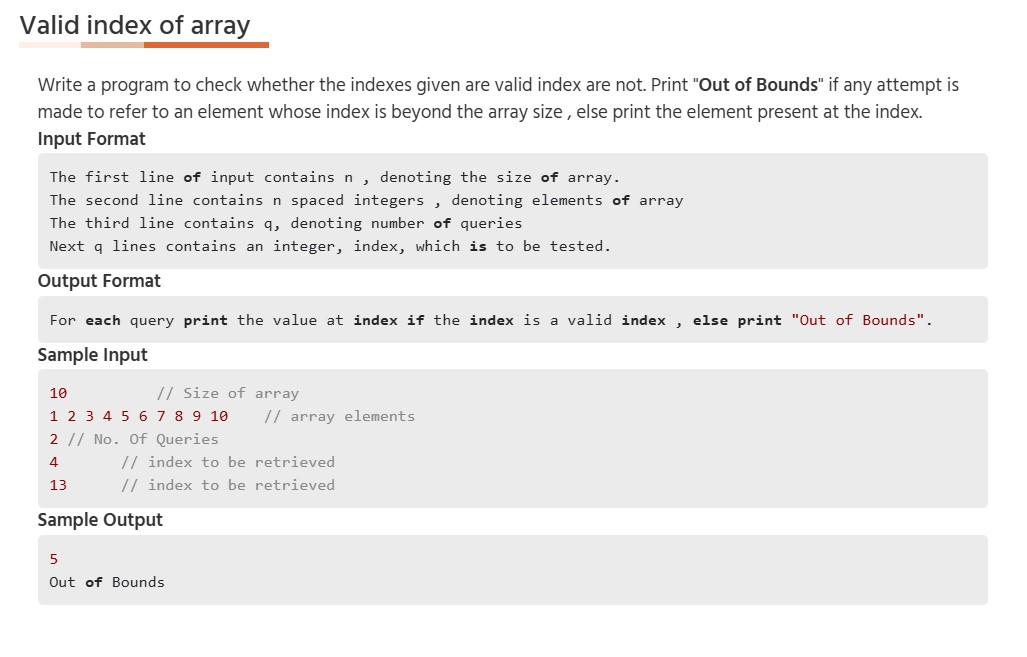 Valid index of array
Write a program to check whether the indexes given are valid index are not. Print "Out of Bounds" if any attempt is
made to refer to an element whose index is beyond the array size , else print the element present at the index.
Input Format
The first line of input contains n , denoting the size of array.
The second line contains n spaced integers , denoting elements of array
The third line contains q, denoting number of queries
Next q lines contains an integer, index, which is to be tested.
Output Format
For each query print the value at index if the index is a valid index , else print "Out of Bounds".
Sample Input
10          // Size of array
1 2 3 4 5 6 7 8 9 10    // array elements
2 // No. Of Queries
4       // index to be retrieved
13      // index to be retrieved
Sample Output
5
Out of Bounds